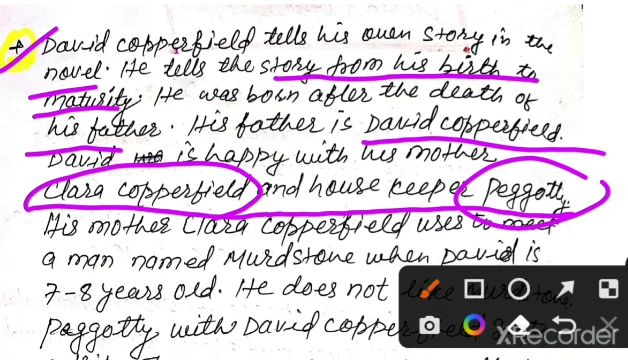 David copperfield tells his ouen story in the
novel. He tells the story from his birth to
maturity. He was born after the death of
his father. His father is David copperfield.
David is happy with his mother
Clara copperfield and house keeper Peggotty.
His mother Clara copperfield uses to meet
a man named Murdstone when David is
7-8 years old. He does not like
Peggotty with David copperfield
XRecorder